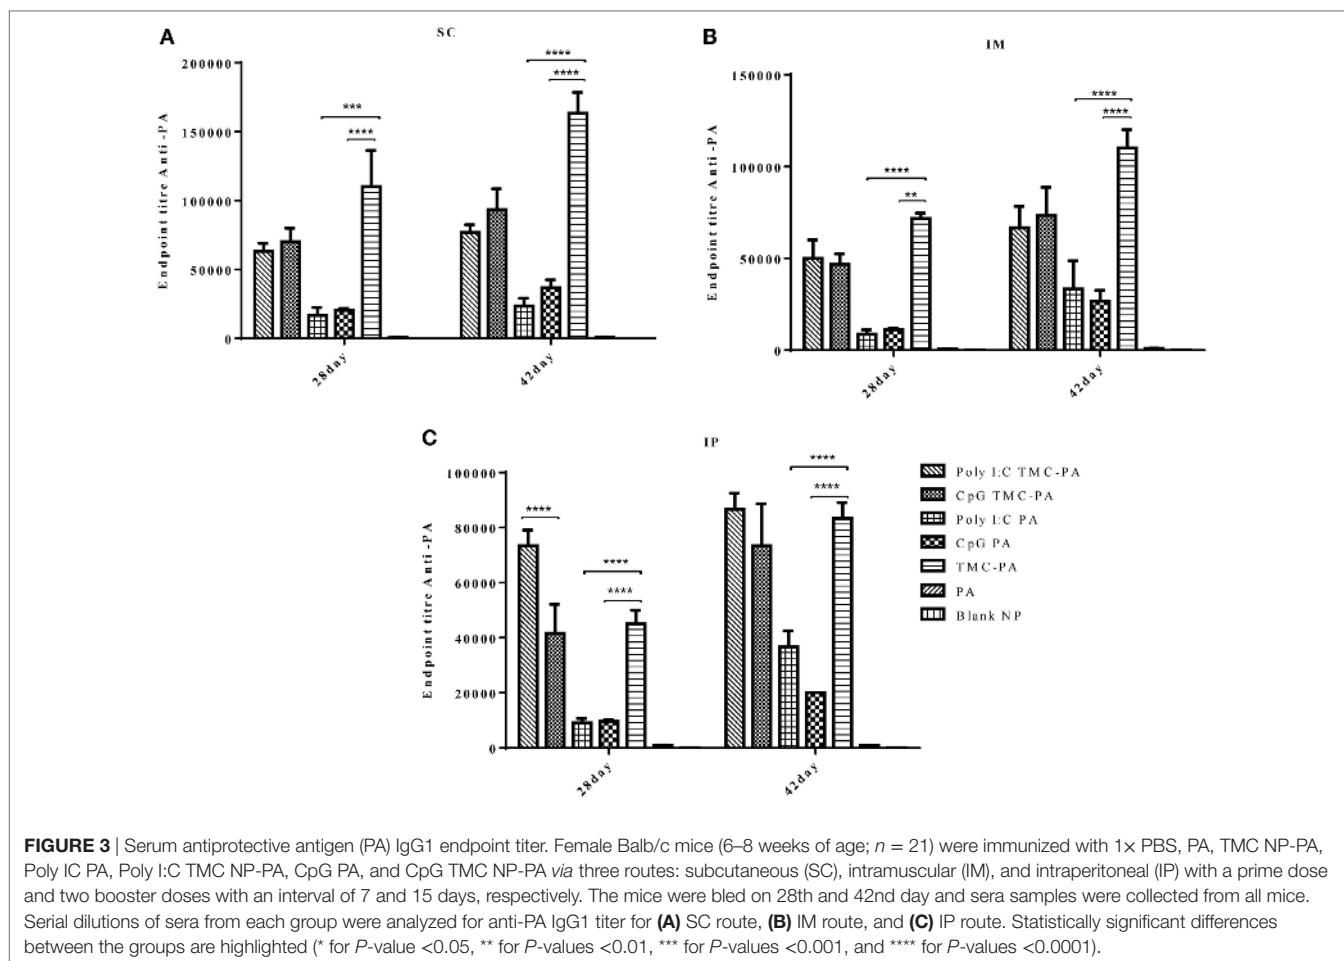 A
SC
Endpoint titre Anti-PA
200000
150000
100000
50000
0
***
****
****
****
28day
42day
B
IM
Endpoint titre Anti-PA
150000
100000
50000
0
****
**
****
****
28day
42day
C
IP
Endpoint titre Anti-PA
100000
80000
60000
40000
20000
0
****
****
****
****
****
28day
42day
Poly I:C TMC-PA
CpG TMC-PA
Poly I:C PA
CpG PA
TMC-PA
PA
Blank NP
FIGURE 3 | Serum antiprotective antigen (PA) IgG1 endpoint titer. Female Balb/c mice (6–8 weeks of age; n = 21) were immunized with 1× PBS, PA, TMC NP-PA,
Poly IC PA, Poly I:C TMC NP-PA, CpG PA, and CpG TMC NP-PA via three routes: subcutaneous (SC), intramuscular (IM), and intraperitoneal (IP) with a prime dose
and two booster doses with an interval of 7 and 15 days, respectively. The mice were bled on 28th and 42nd day and sera samples were collected from all mice.
Serial dilutions of sera from each group were analyzed for anti-PA IgG1 titer for (A) SC route, (B) IM route, and (C) IP route. Statistically significant differences
between the groups are highlighted (* for P-value <0.05, ** for P-values <0.01, *** for P-values <0.001, and **** for P-values <0.0001).